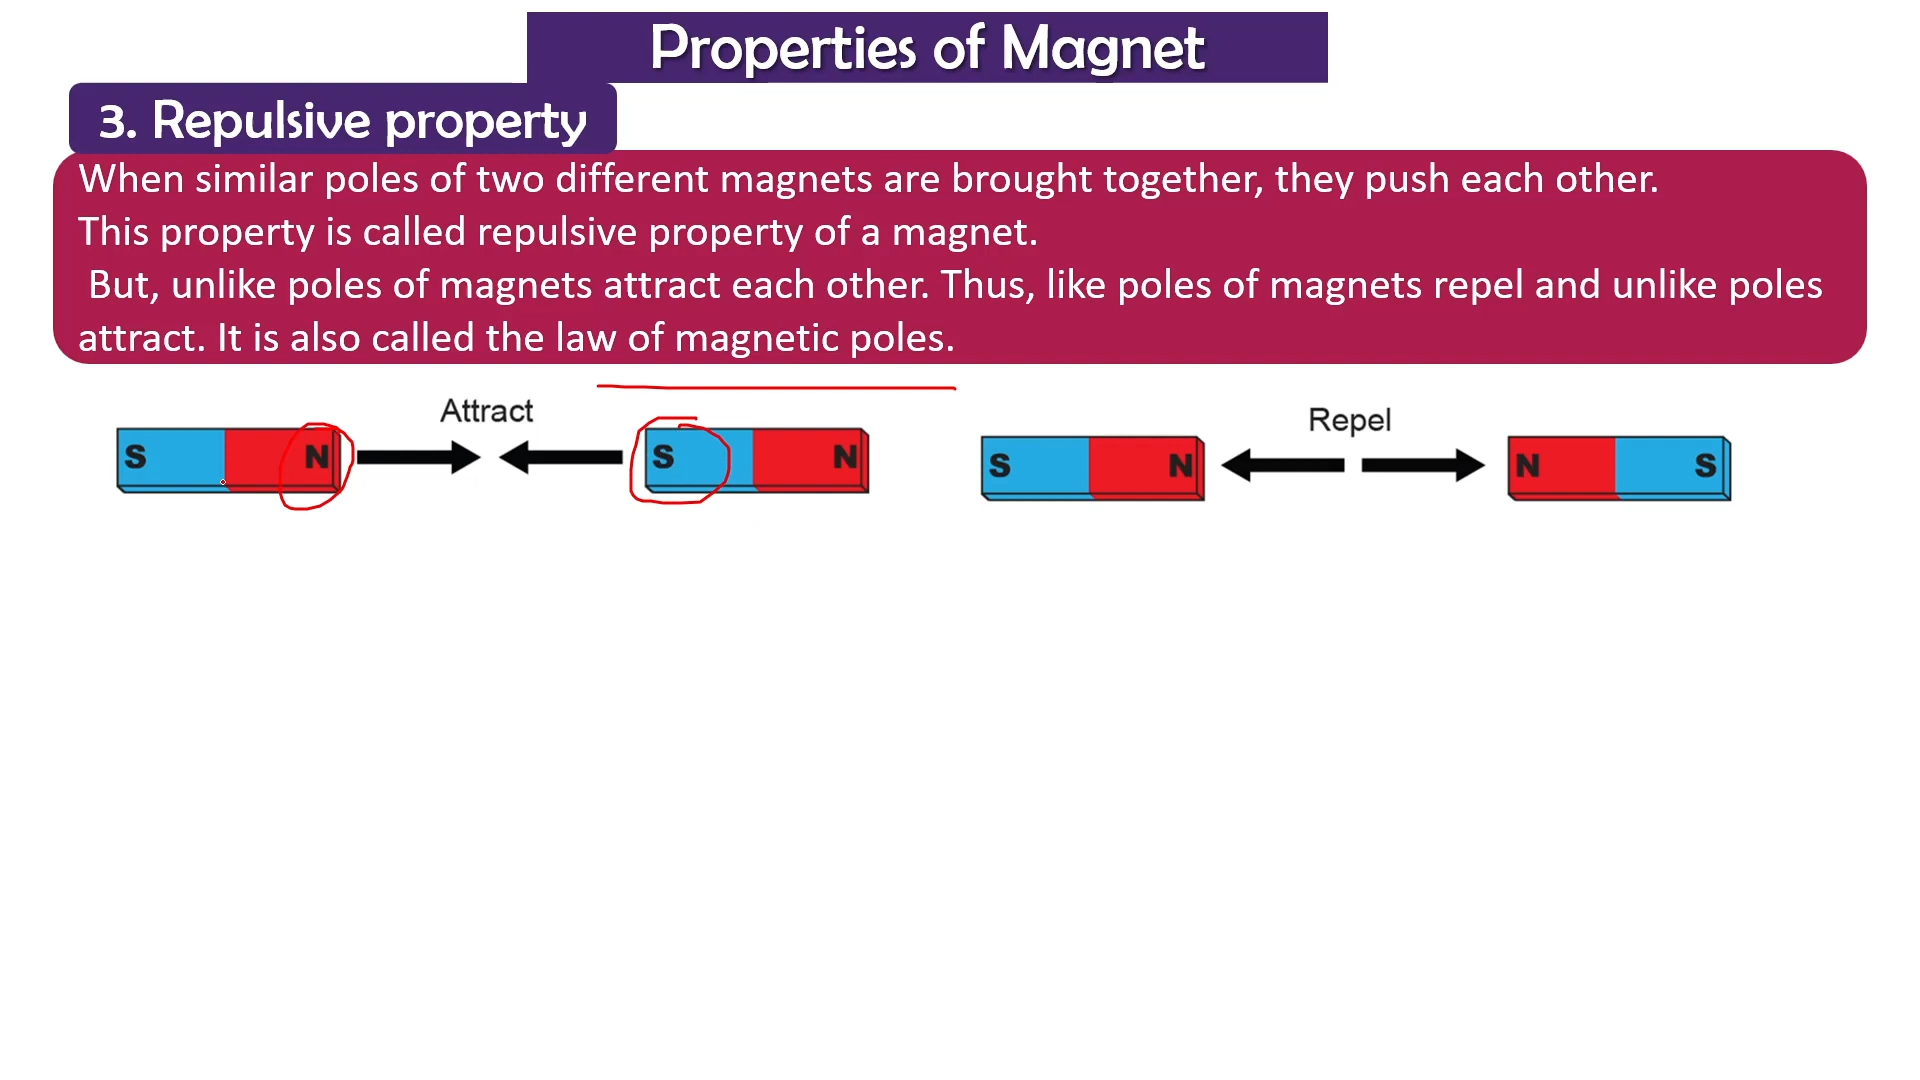 Properties of Magnet
3. Repulsive property
When similar poles of two different magnets are brought together, they push each other.
This property is called repulsive property of a magnet.
But, unlike poles of magnets attract each other. Thus, like poles of magnets repel and unlike poles
attract. It is also called the law of magnetic poles.
Attract
Repel
S N S N S N N S